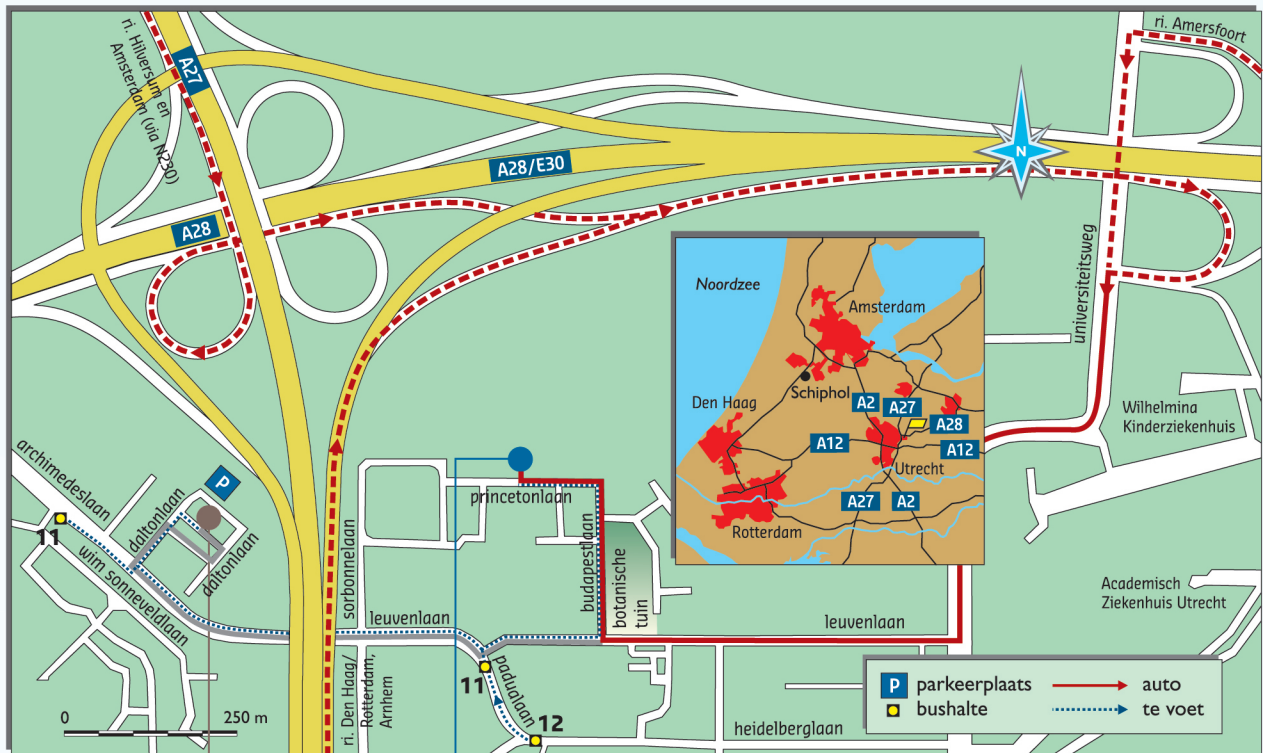 ri. Hilversum en
Amsterdam (via N230)
A27
ri. Amersfoort
A28/E30
N
A28
universiteitsweg
Noordzee
Amsterdam
Schiphol
Den Haag
A2
A27
A28
A12
A12
Utrecht
A27
A2
Rotterdam
Wilhelmina
Kinderziekenhuis
archimedeslaan
P
daltonlaan
daltonlaan
11
wim sonneveldlaan
princetonlaan
sorbonnelaan
budapestlaan
botanische
tuin
Academisch
Ziekenhuis Utrecht
leuvenlaan
leuvenlaan
ri. Den Haag/
Rotterdam,
Arnhem
padualaan
11
12
heidelberglaan
0
250 m
P parkeerplaats
auto
bushalte
te voet